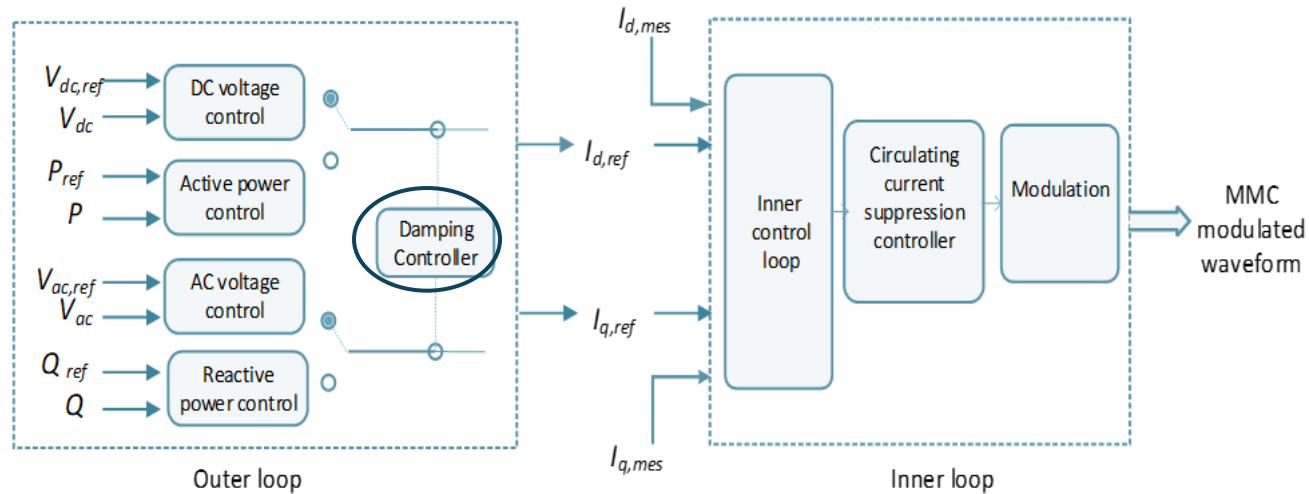 V_dc,ref
V_dc
DC voltage
control
P_ref
P
Active power
control
Damping
Controller
V_ac,ref
V_ac
AC voltage
control
Q ref
Q
Reactive
power control
Outer loop
I_d,mes
I_d,ref
I_q,ref
I_q,mes
Inner
control
loop
Circulating
current
suppression
controller
Modulation
MMC
modulated
waveform
Inner loop